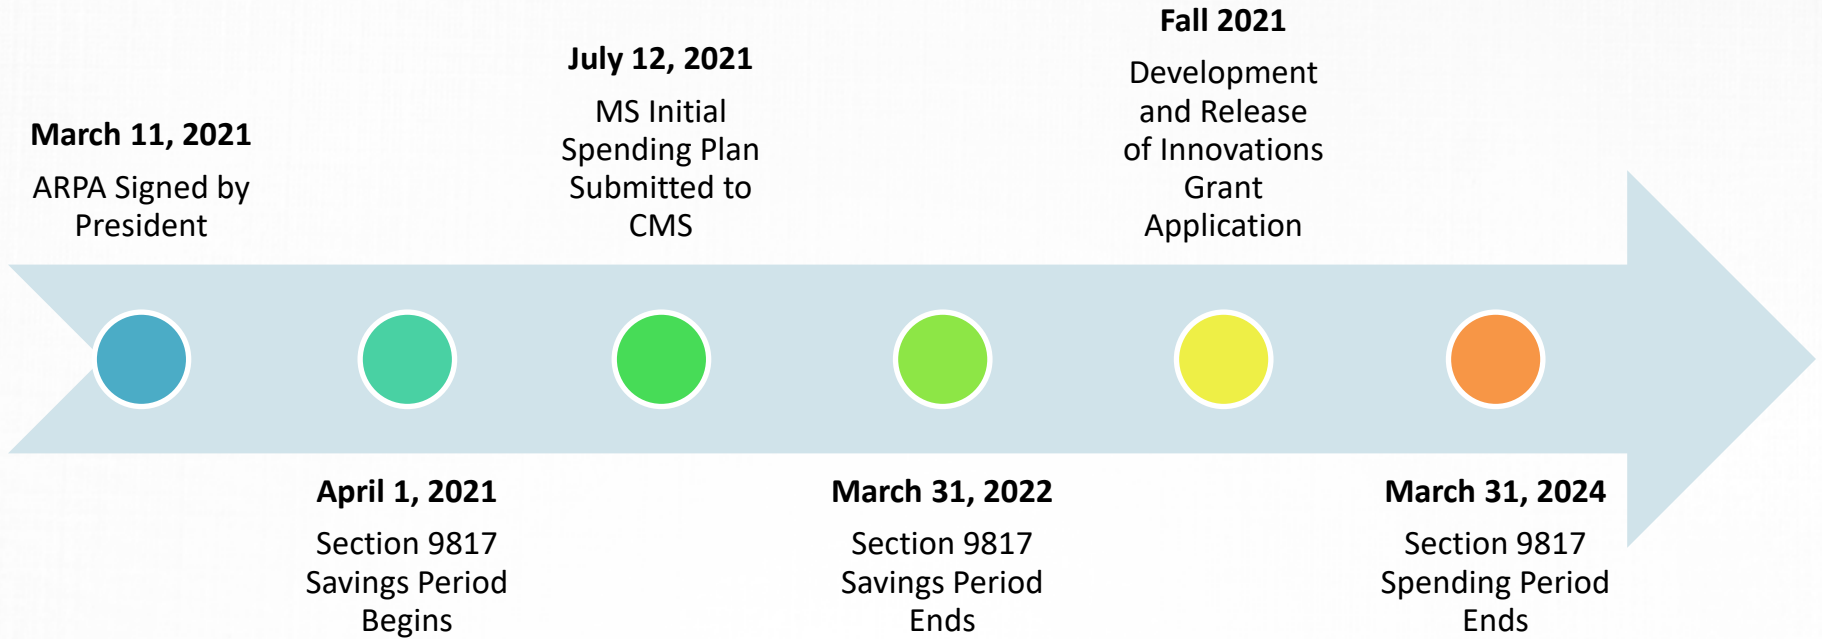 March 11, 2021
ARPA Signed by
President
April 1, 2021
Section 9817
Savings Period
Begins
July 12, 2021
MS Initial
Spending Plan
Submitted to
CMS
March 31, 2022
Section 9817
Savings Period
Ends
Fall 2021
Development
and Release
of Innovations
Grant
Application
March 31, 2024
Section 9817
Spending Period
Ends